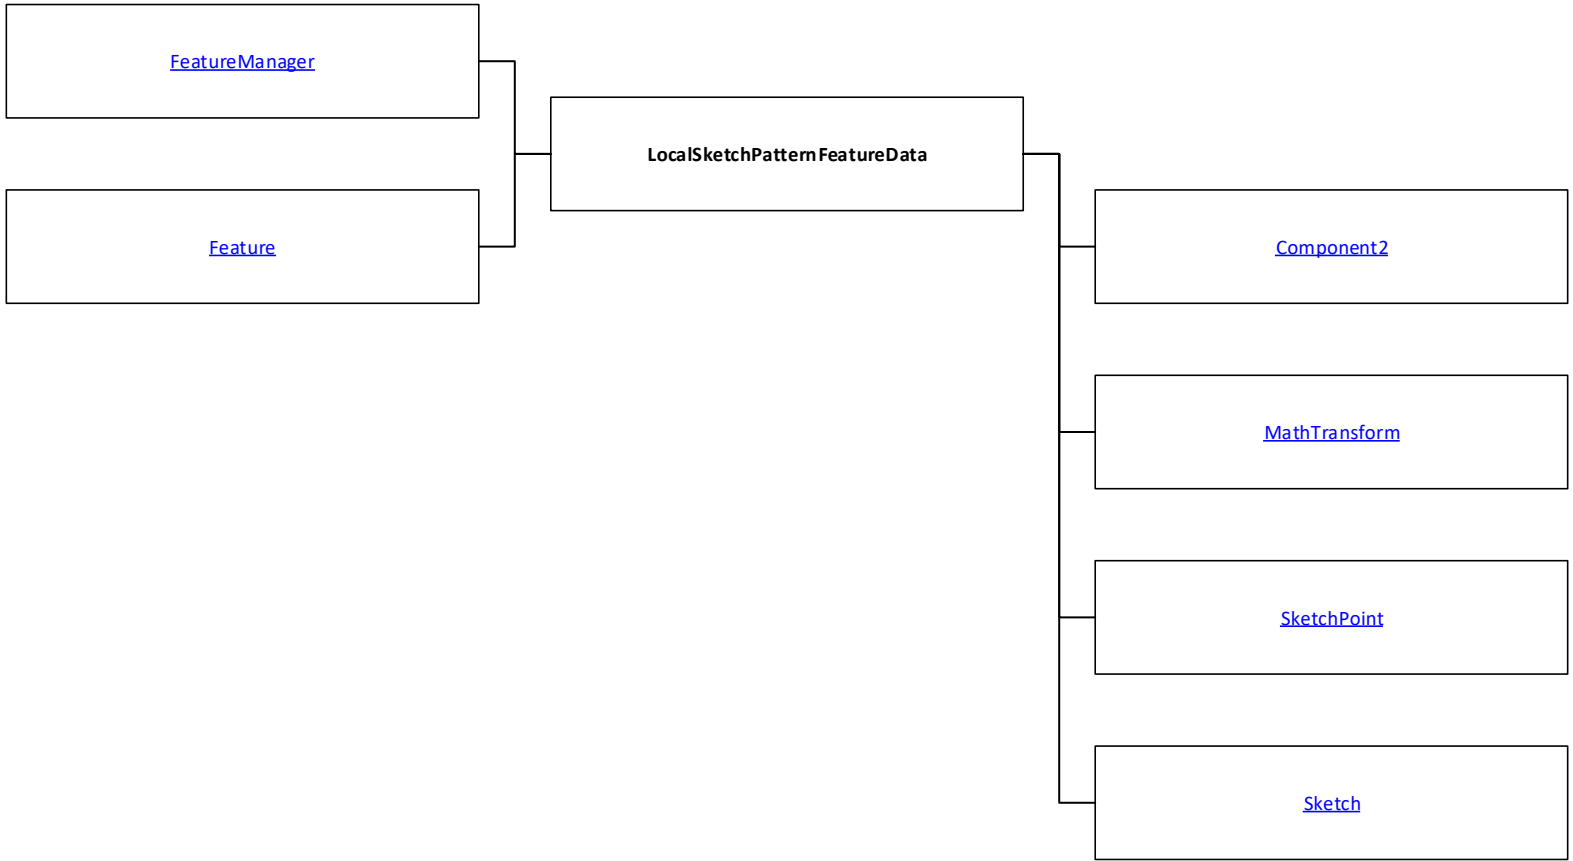 FeatureManager
LocalSketchPatternFeatureData
Feature
Component2
MathTransform
SketchPoint
Sketch